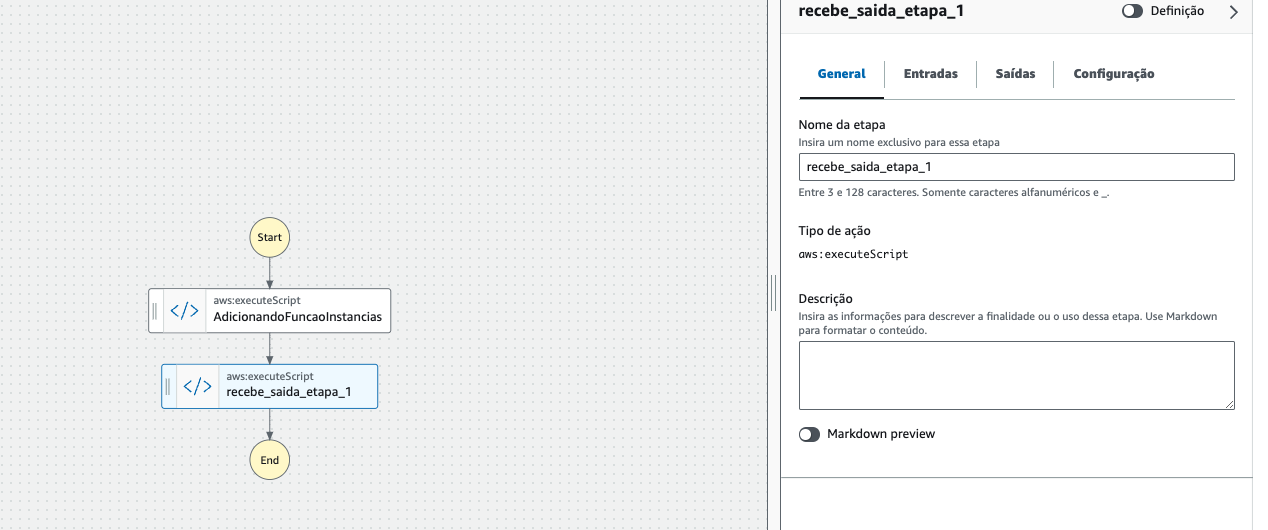 recebe_saida_etapa_1
Definição
General
Entradas
Saídas
Configuração
Nome da etapa
Insira um nome exclusivo para essa etapa
recebe_saida_etapa_1
Entre 3 e 128 caracteres. Somente caracteres alfanuméricos e _.
Tipo de ação
aws:executeScript
Descrição
Insira as informações para descrever a finalidade ou o uso dessa etapa. Use Markdown
para formatar o conteúdo.
Markdown preview
Start
</>
aws:executeScript
AdicionandoFuncaoInstancias
</>
aws:executeScript
recebe_saida_etapa_1
End